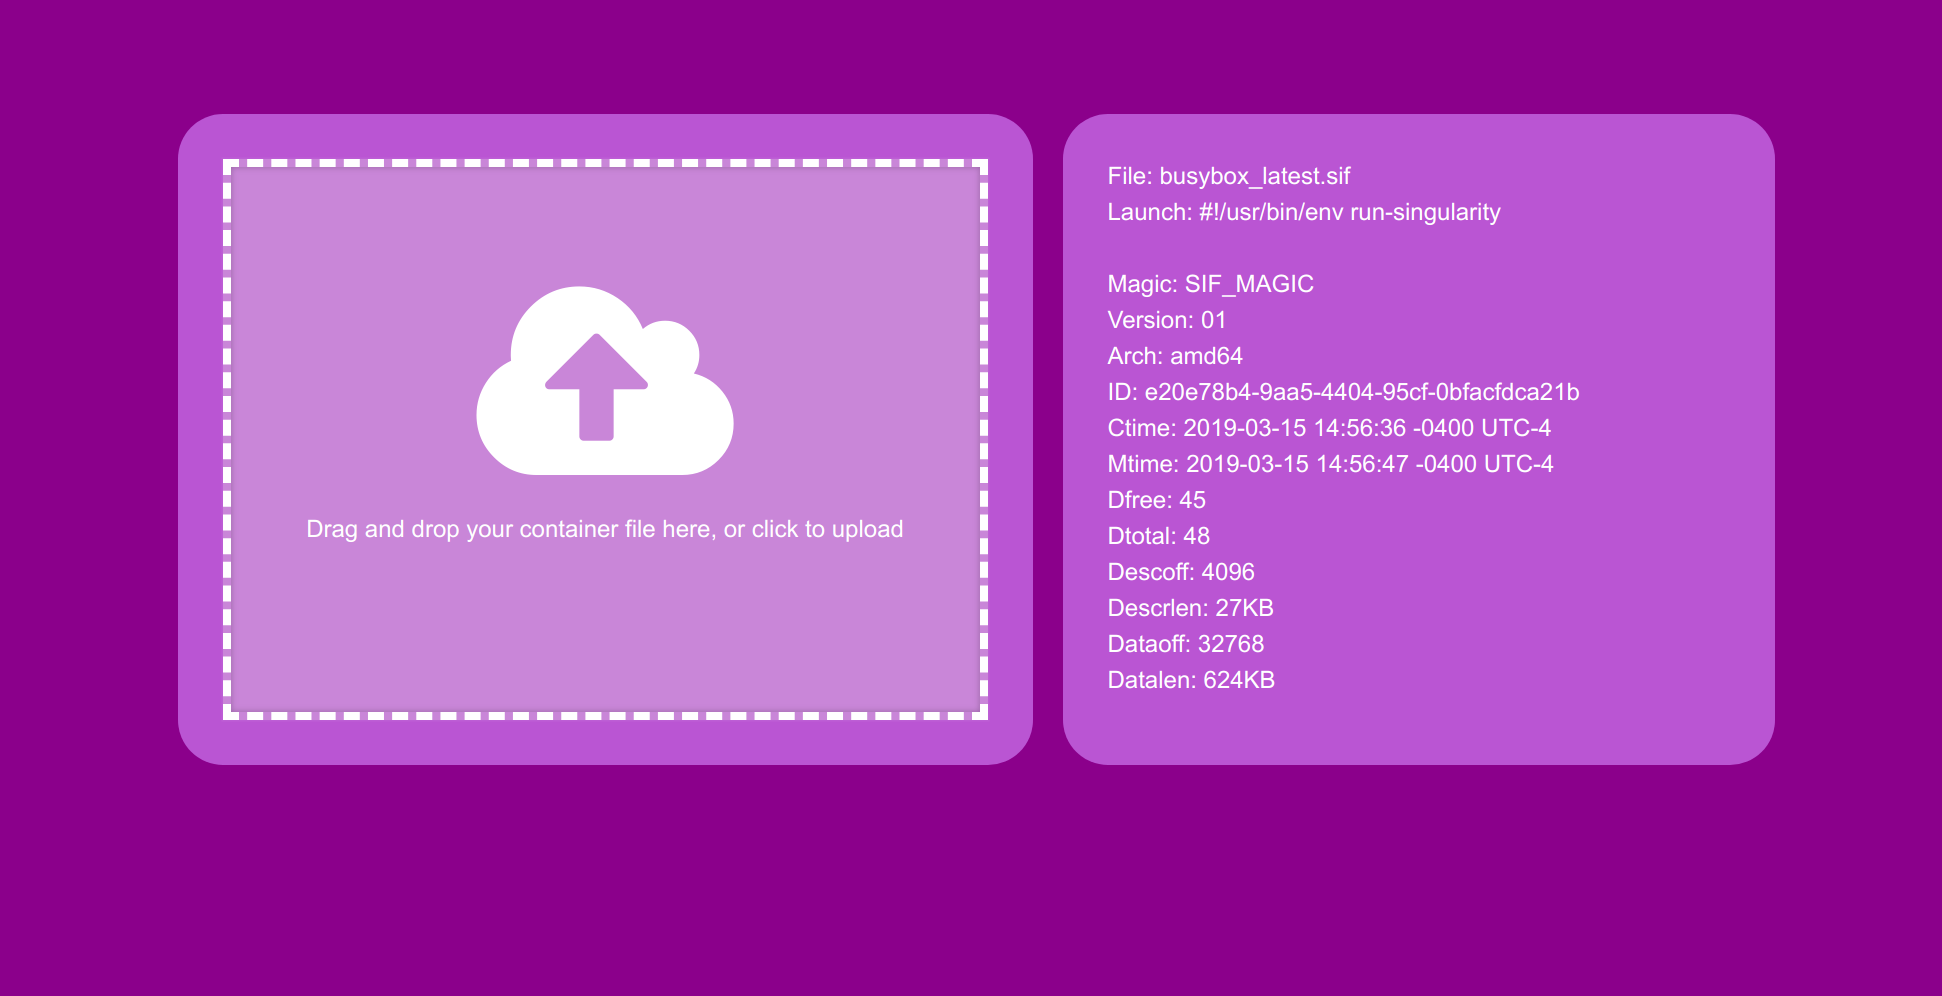 Drag and drop your container file here, or click to upload
File: busybox_latest.sif
Launch: #!/usr/bin/env run-singularity
Magic: SIF_MAGIC
Version: 01
Arch: amd64
ID: e20e78b4-9aa5-4404-95cf-0bfacfdca21b
Ctime: 2019-03-15 14:56:36 -0400 UTC-4
Mtime: 2019-03-15 14:56:47 -0400 UTC-4
Dfree: 45
Dtotal: 48
Descoff: 4096
Descrlen: 27KB
Dataoff: 32768
Datalen: 624KB